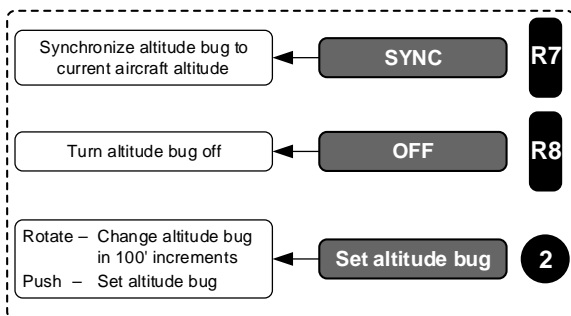 Synchronize altitude bug to
current aircraft altitude
SYNC
R7
Turn altitude bug off
OFF
R8
Rotate – Change altitude bug
in 100' increments
Push – Set altitude bug
Set altitude bug
2